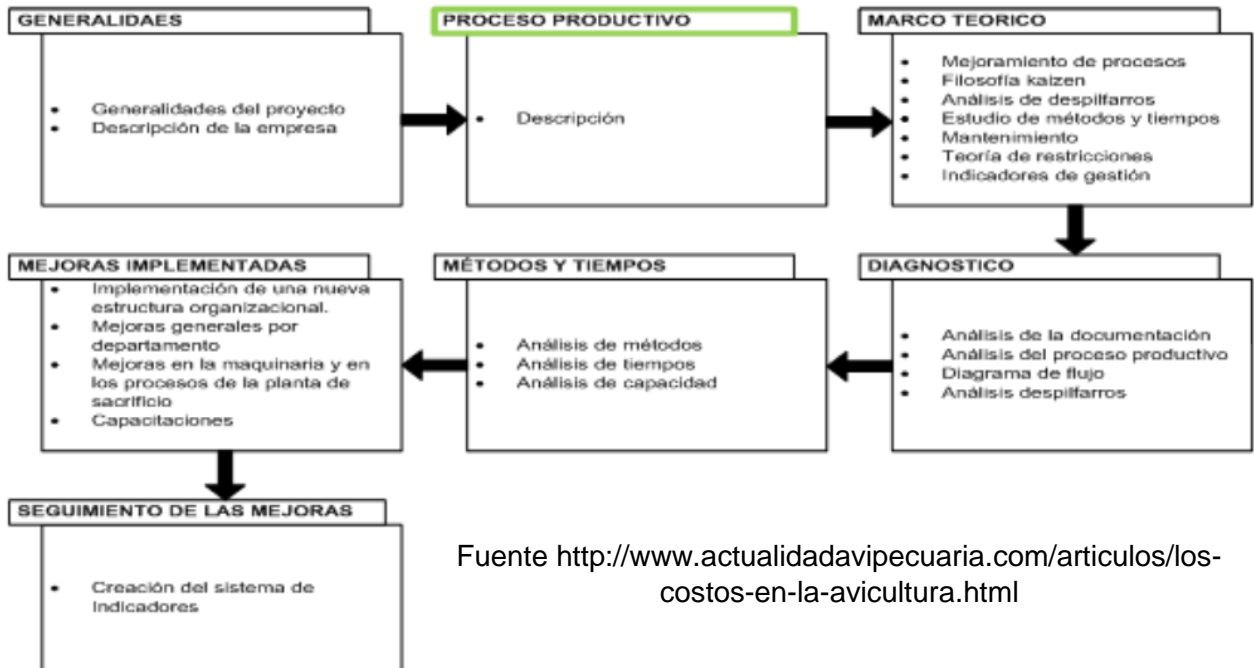 GENERALIDAES
• Generalidades del proyecto
• Descripción de la empresa
PROCESO PRODUCTIVO
• Descripción
MARCO TEORICO
• Mejoramiento de procesos
• Filosofía kaizen
• Análisis de despilfarros
• Estudio de métodos y tiempos
• Mantenimiento
• Teoría de restricciones
• Indicadores de gestión
DIAGNOSTICO
• Análisis de la documentación
• Análisis del proceso productivo
• Diagrama de flujo
• Análisis despilfarros
MÉTODOS Y TIEMPOS
• Análisis de métodos
• Análisis de tiempos
• Análisis de capacidad
MEJORAS IMPLEMENTADAS
• Implementación de una nueva
estructura organizacional.
• Mejoras generales por
departamento
• Mejoras en la maquinaria y en
los procesos de la planta de
sacrificio
• Capacitaciones
SEGUIMIENTO DE LAS MEJORAS
• Creación del sistema de
Indicadores
Fuente http://www.actualidadavipecuaria.com/articulos/los-
costos-en-la-avicultura.html